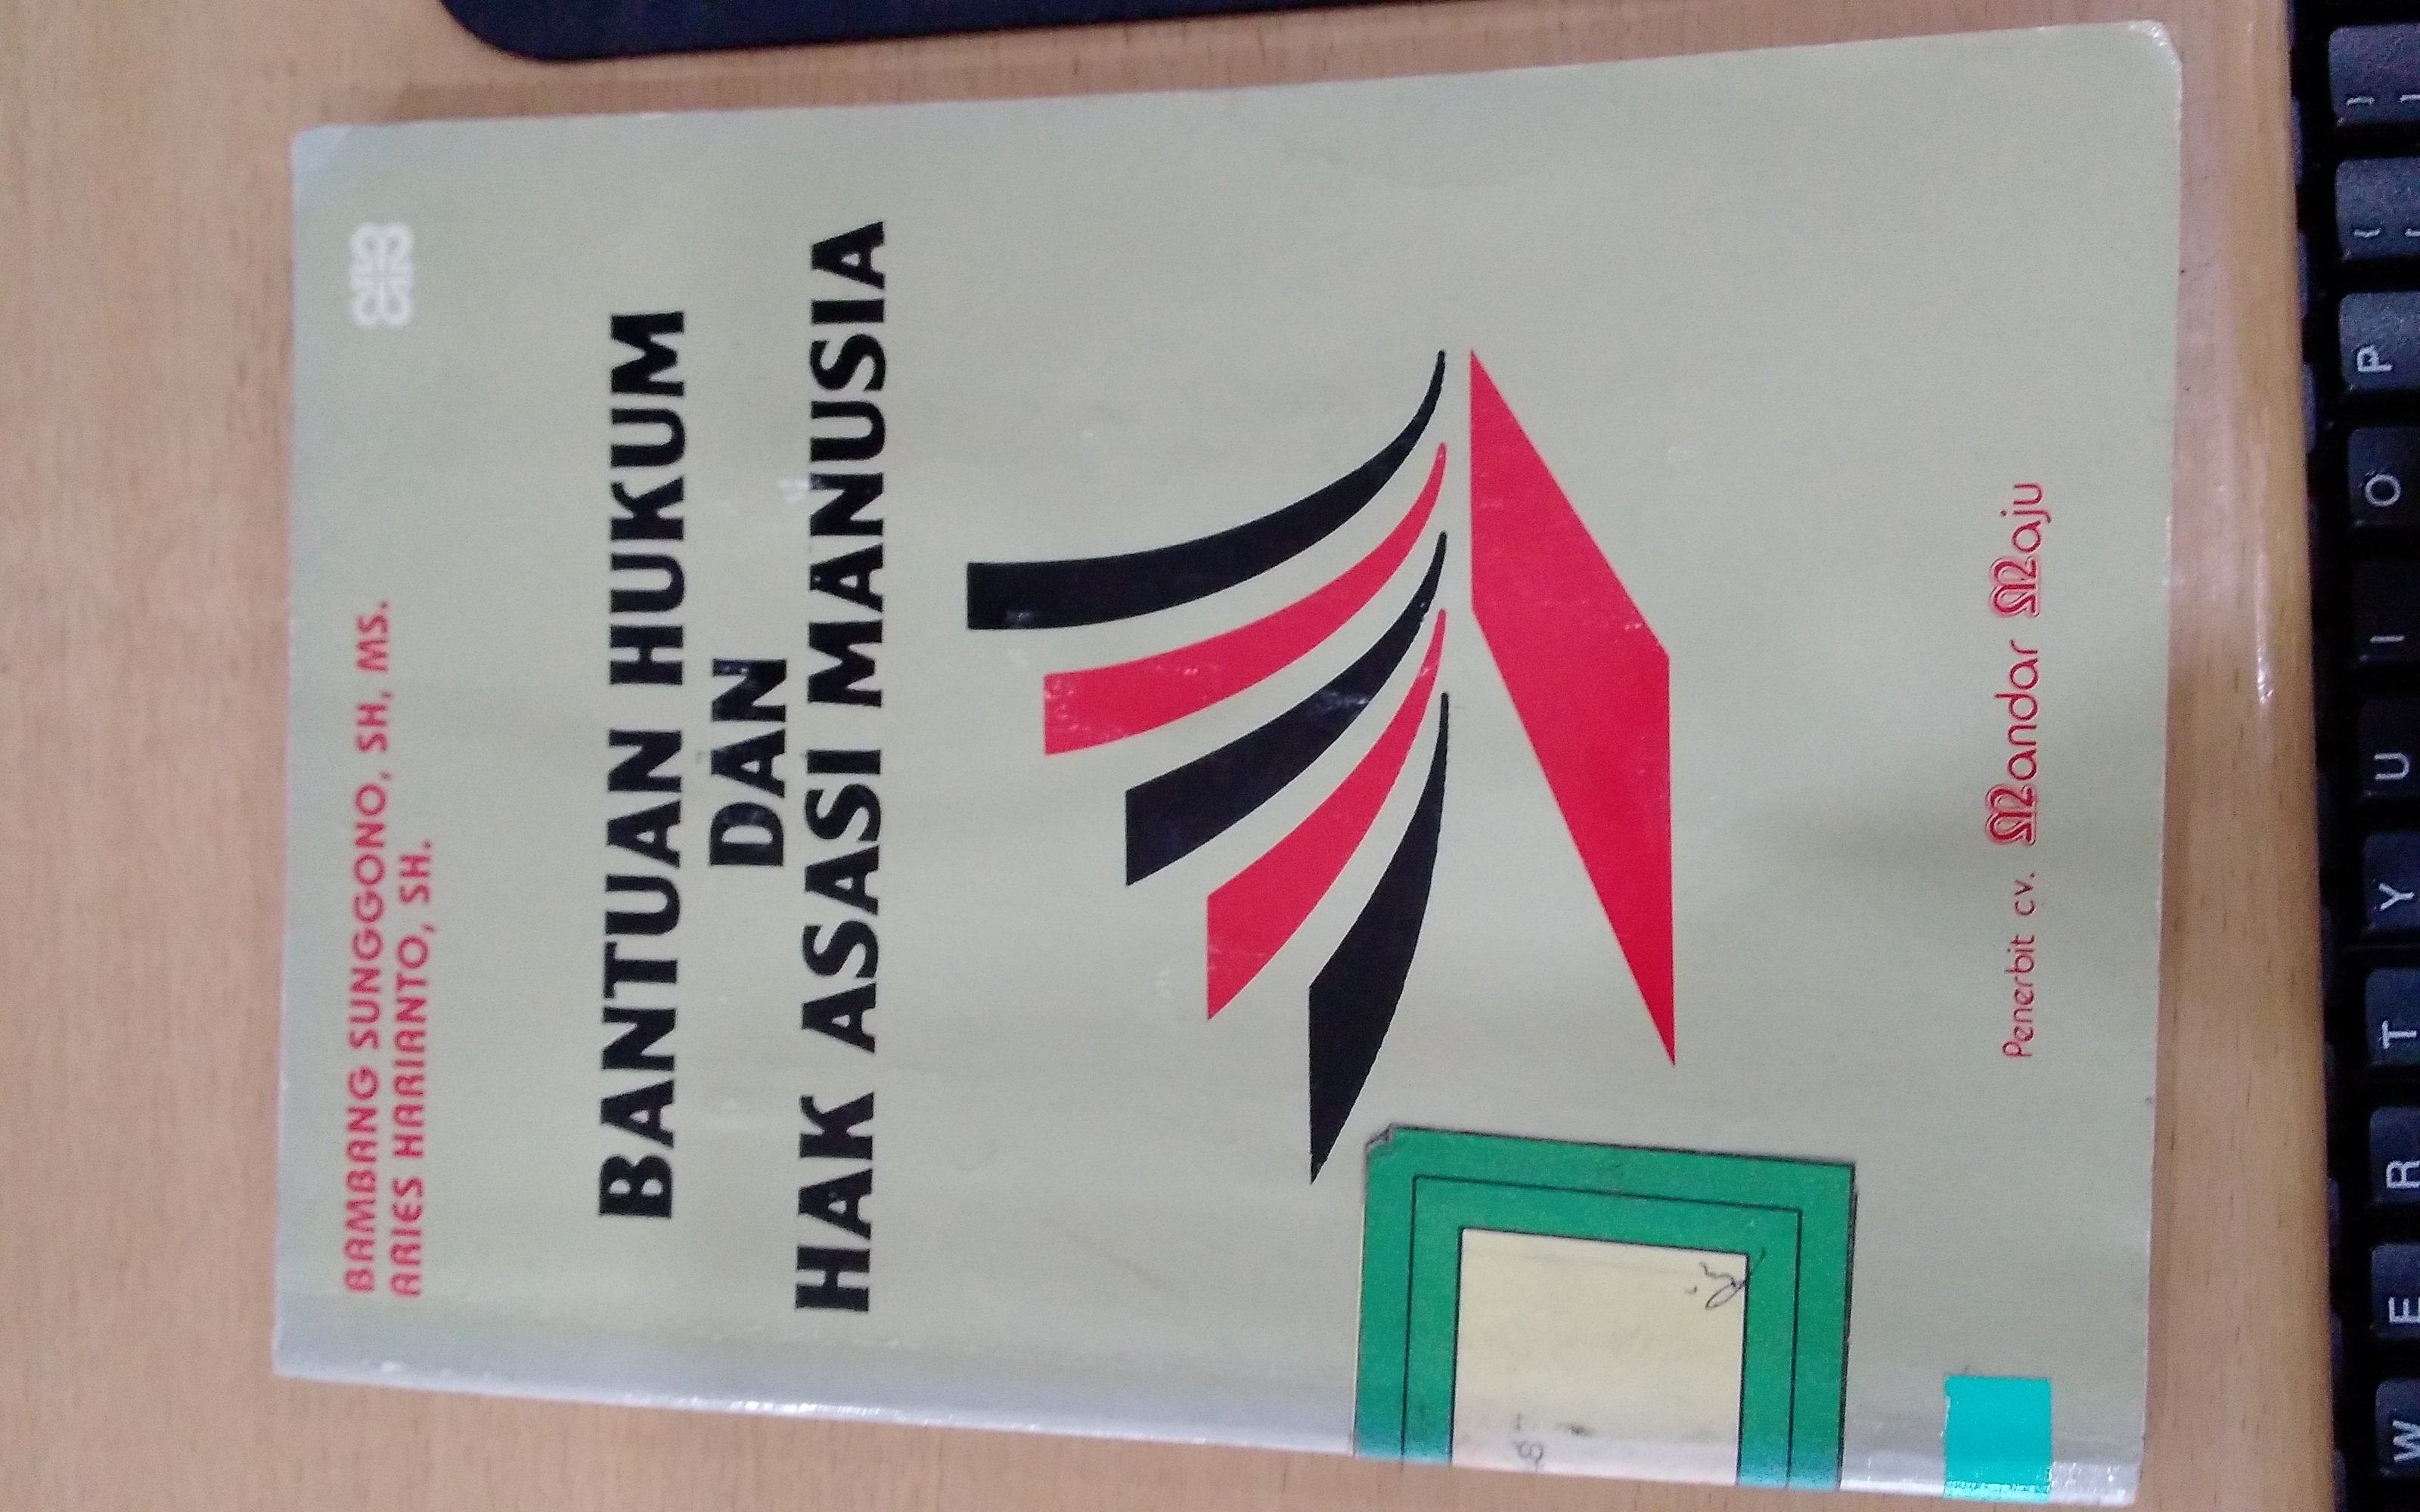 BAMBANG SUNGGONO, SH, MS.
ARIES HARIANTO, SH.
BANTUAN HUKUM
DAN
HAK ASASI MANUSIA
Penerbit cv. Mandar Maju
W E R T Y U I O P